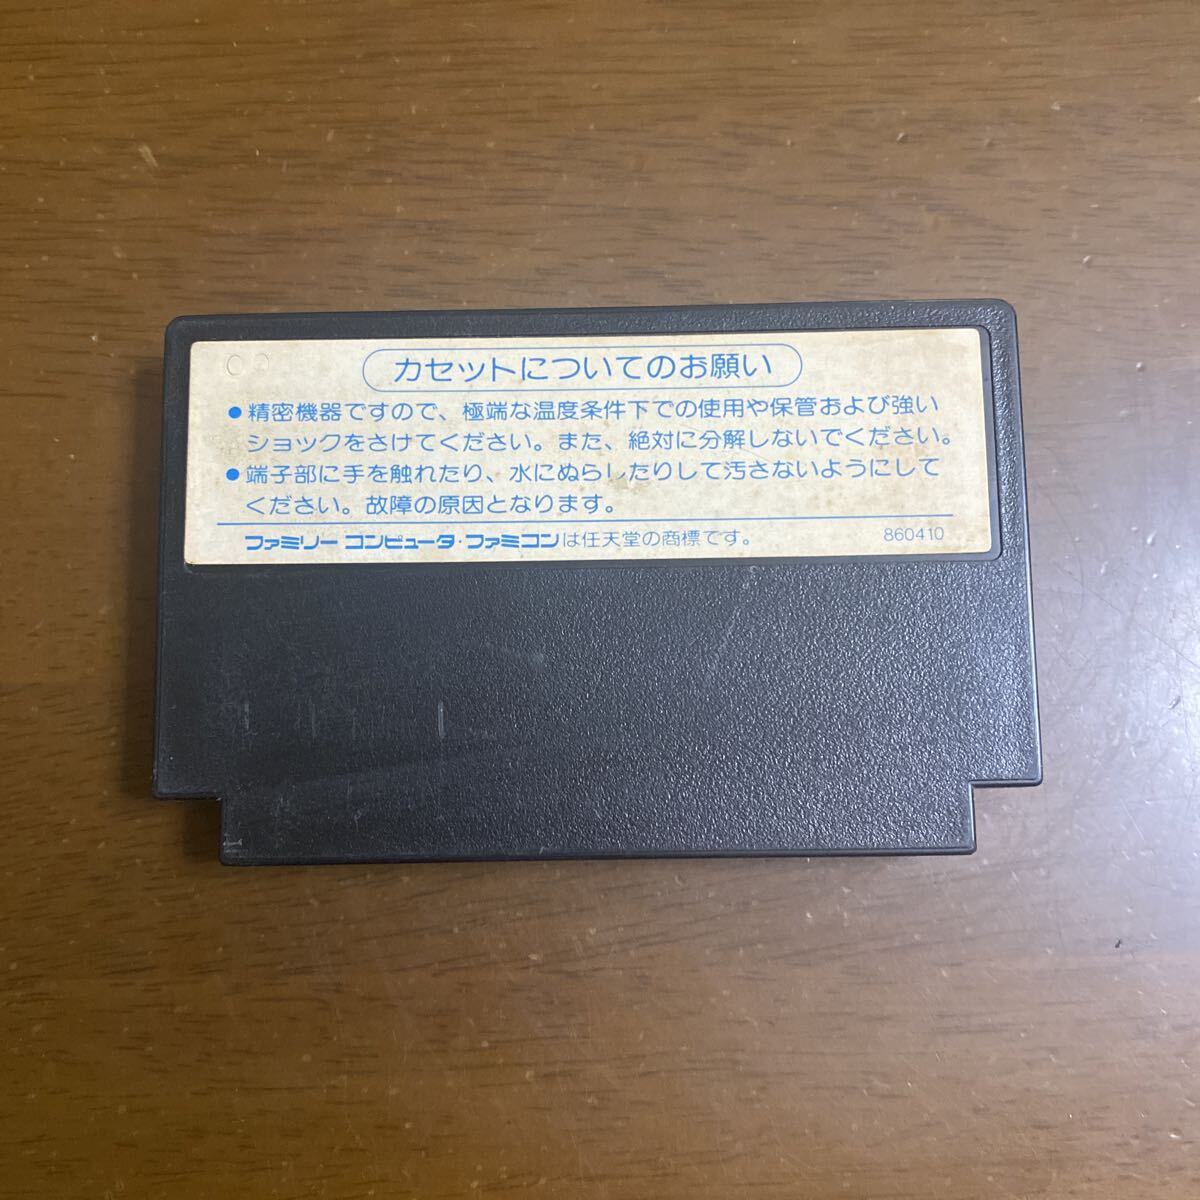 カセットについてのお願い
●精密機器ですので、極端な温度条件下での使用や保管および強い
ショックをさけてください。また、絶対に分解しないでください。
●端子部に手を触れたり、水にぬらしたりして汚さないようにして
ください。故障の原因となります。
ファミリーコンピュータ・ファミコンは任天堂の商標です。 860410